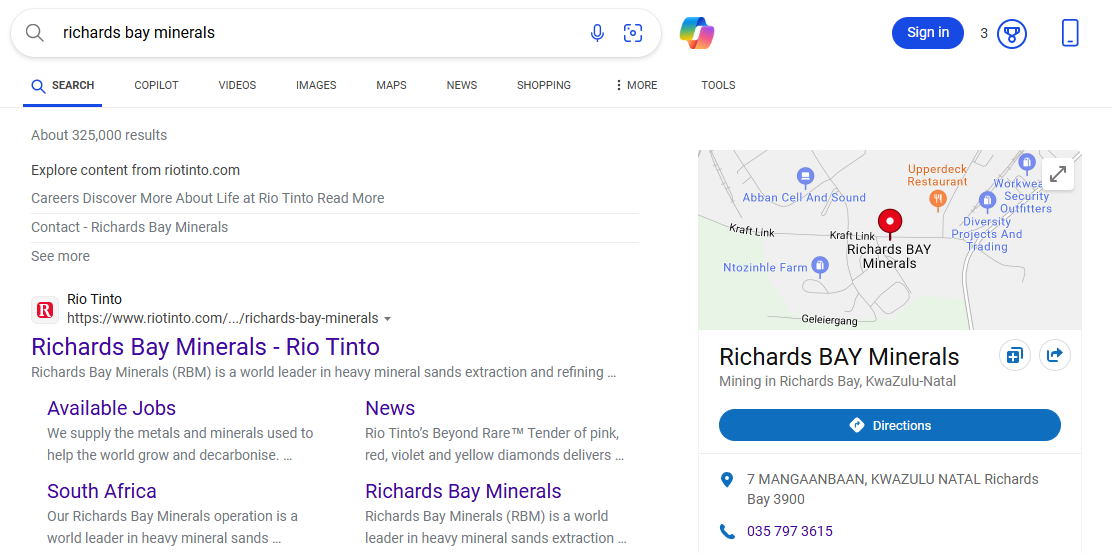 richards bay minerals
Sign in
3
SEARCH
COPILOT
VIDEOS
IMAGES
MAPS
NEWS
SHOPPING
MORE
TOOLS
About 325,000 results
Explore content from riotinto.com
Careers Discover More About Life at Rio Tinto Read More
Contact - Richards Bay Minerals
See more
R
Rio Tinto
https://www.riotinto.com/.../richards-bay-minerals
Richards Bay Minerals - Rio Tinto
Richards Bay Minerals (RBM) is a world leader in heavy mineral sands extraction and refining ...
Available Jobs
We supply the metals and minerals used to
help the world grow and decarbonise. ...
News
Rio Tinto’s Beyond Rare™ Tender of pink,
red, violet and yellow diamonds delivers ...
South Africa
Our Richards Bay Minerals operation is a
world leader in heavy mineral sands ...
Richards Bay Minerals
Richards Bay Minerals (RBM) is a world
leader in heavy mineral sands extraction ...
Upperdeck
Restaurant
Abban Cell And Sound
Workwea
Security
Outfitters
Diversity
Projects And
Trading
Kraft Link
Kraft Link
Richards BAY
Minerals
Ntozinhle Farm
Geleiergang
Richards BAY Minerals
Mining in Richards Bay, KwaZulu-Natal
Directions
7 MANGAANBAAN, KWAZULU NATAL Richards
Bay 3900
035 797 3615